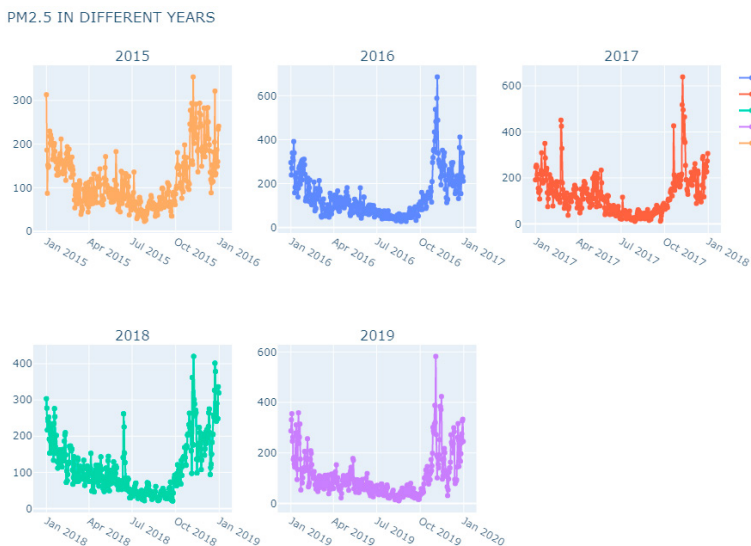 PM2.5 IN DIFFERENT YEARS
2015
2016
2017
300
200
100
0
600
400
200
0
600
400
200
0
Jan 2015
Apr 2015
Jul 2015
Oct 2015
Jan 2016
Jan 2016
Apr 2016
Jul 2016
Oct 2016
Jan 2017
Jan 2017
Apr 2017
Jul 2017
Oct 2017
Jan 2018
2018
2019
400
300
200
100
0
600
400
200
0
Jan 2018
Apr 2018
Jul 2018
Oct 2018
Jan 2019
Jan 2019
Apr 2019
Jul 2019
Oct 2019
Jan 2020